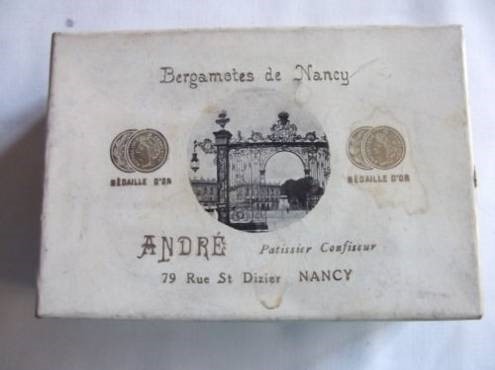 Bergamotes de Nancy
MÉDAILLE D'OR
MÉDAILLE D'OR
ANDRÉ Patissier Confiseur
79 Rue St Dizier NANCY